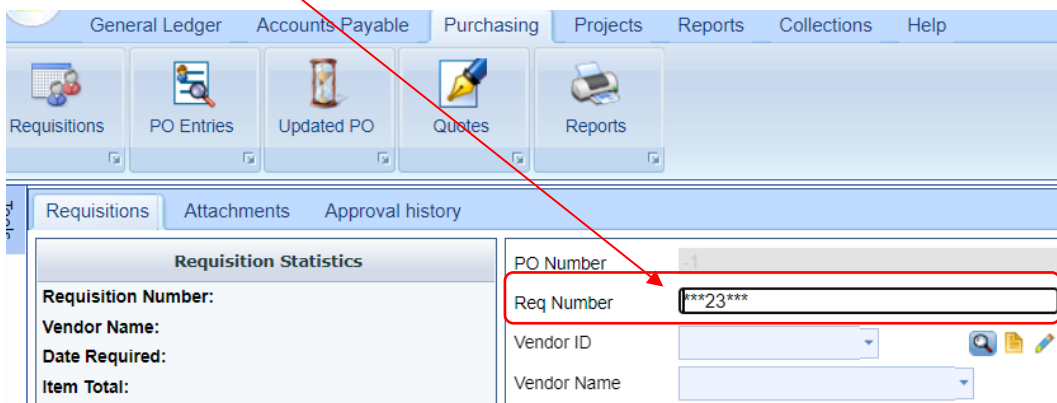 General Ledger Accounts Payable Purchasing Projects Reports Collections Help
Requisitions PO Entries Updated PO Quotes Reports
Tools
Requisitions Attachments Approval history
Requisition Statistics
Requisition Number:
Vendor Name:
Date Required:
Item Total:
PO Number -1
Req Number ***23***
Vendor ID
Vendor Name